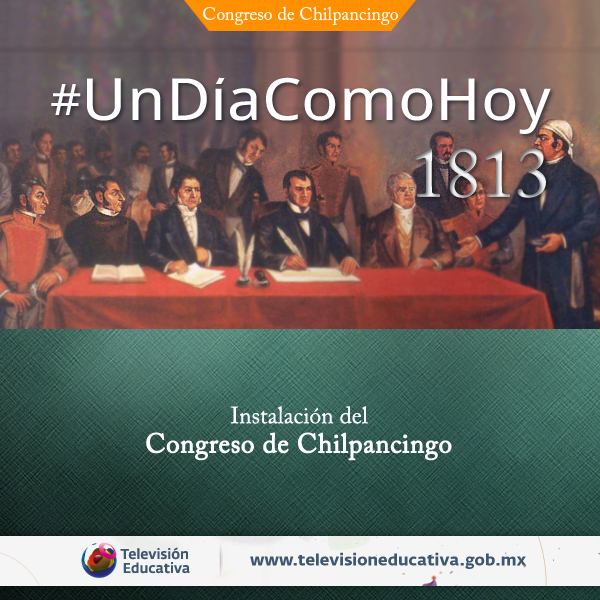 Congreso de Chilpancingo
#UnDíaComoHoy
1813
Instalación del
Congreso de Chilpancingo
Televisión
Educativa
www.televisioneducativa.gob.mx